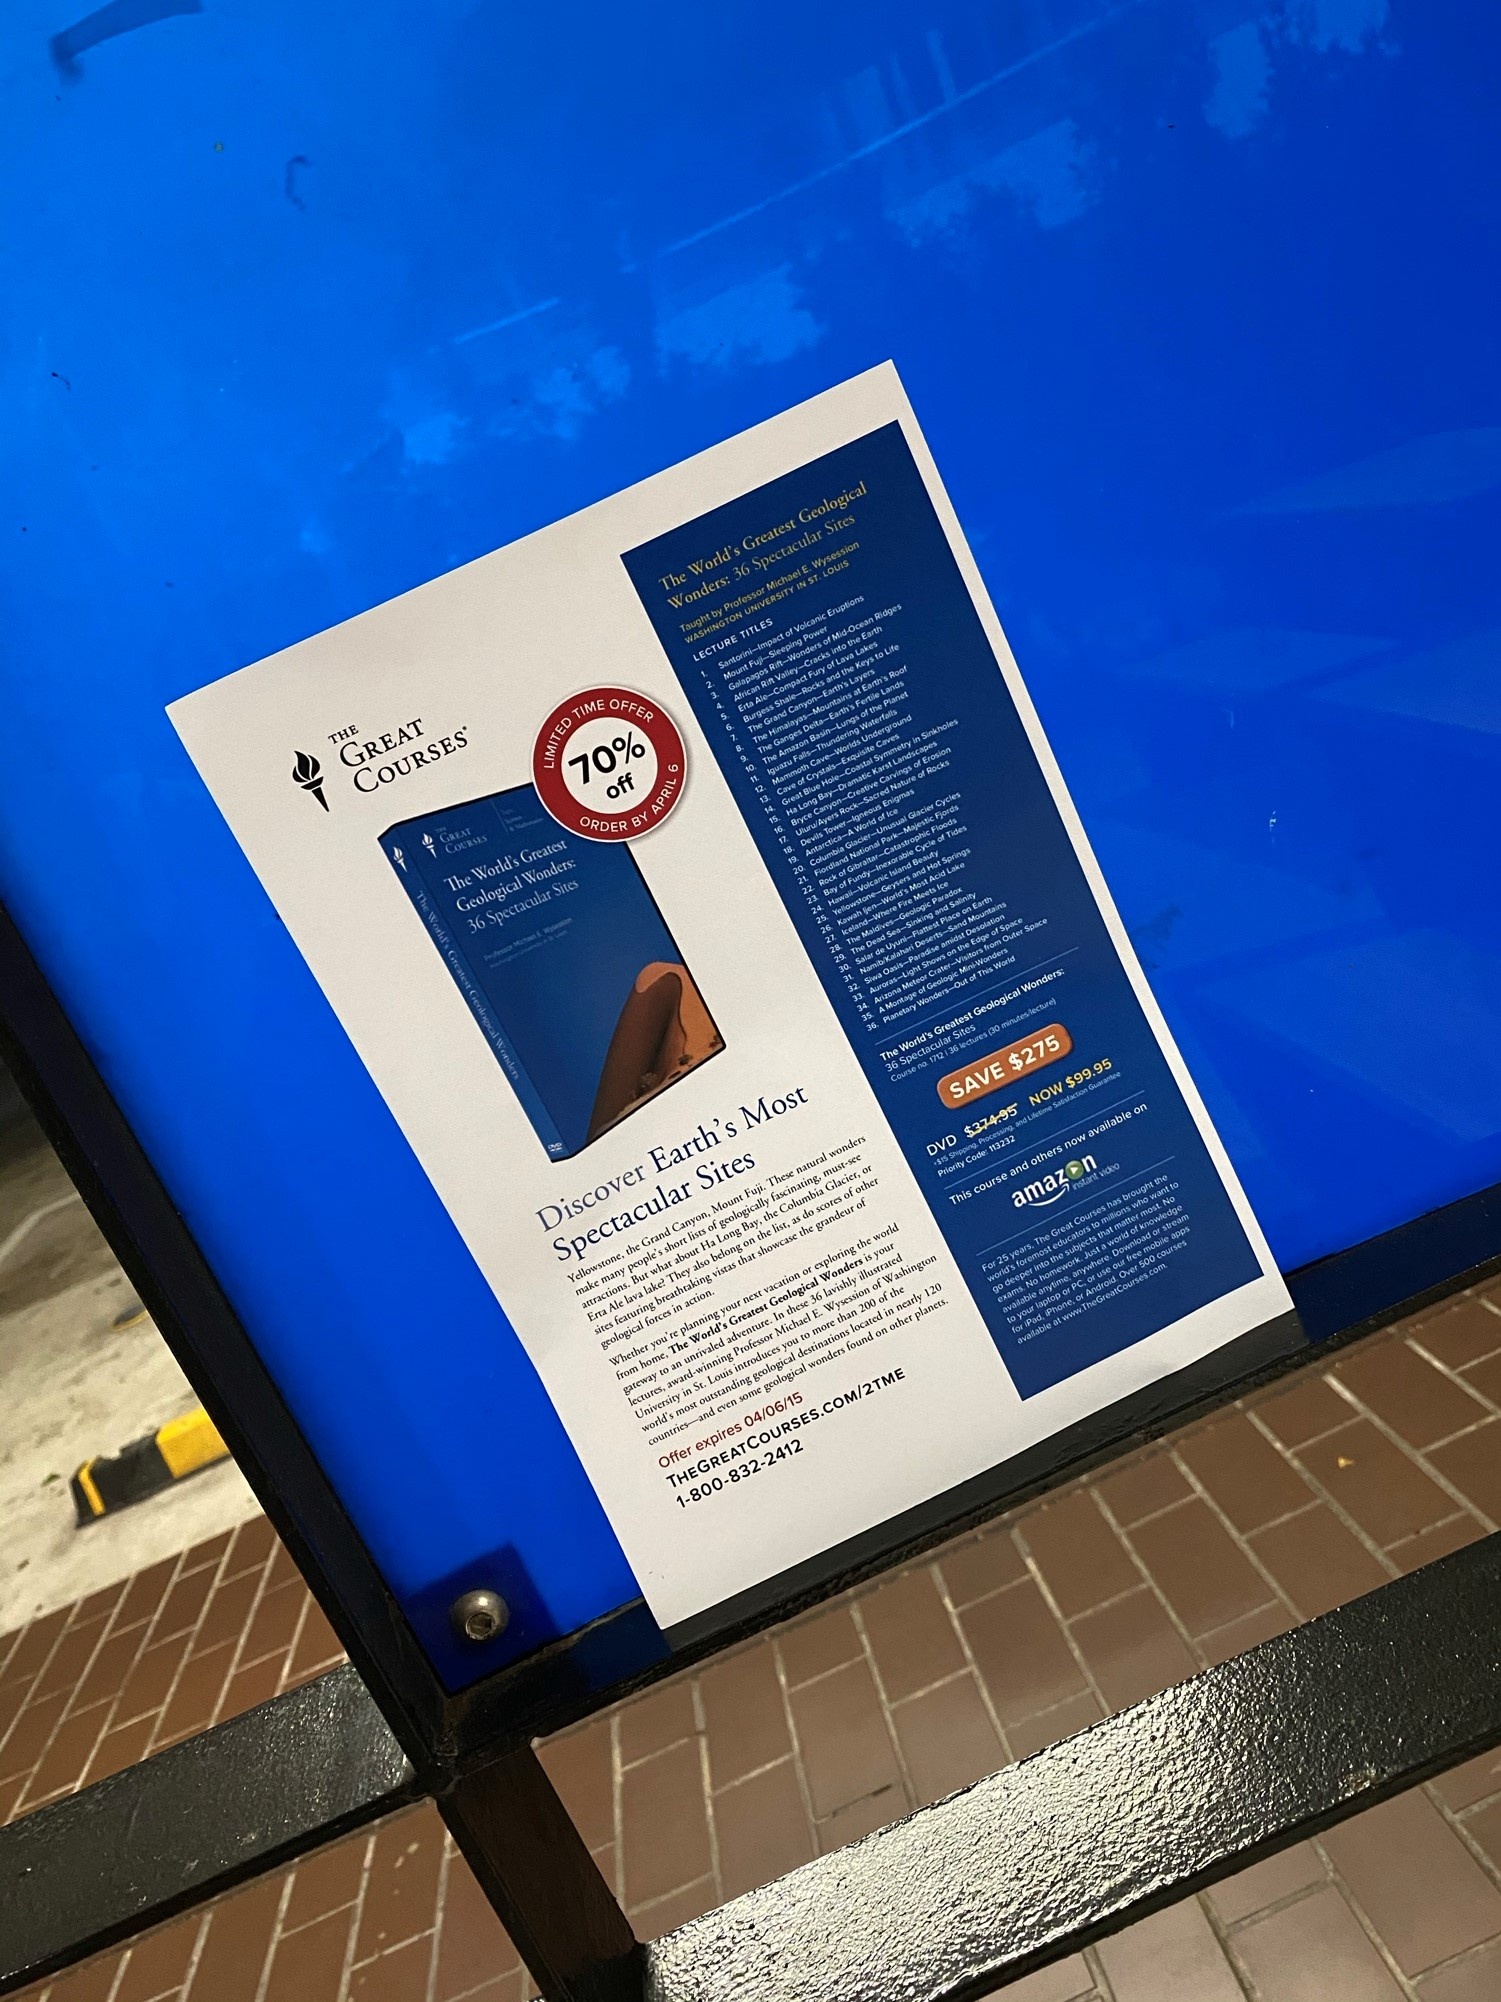 THE
GREAT
COURSES®
LIMITED TIME OFFER
70%
off
ORDER BY APRIL 6
THE
GREAT
COURSES
The World's Greatest
Geological Wonders:
36 Spectacular Sites
Professor Michael E. Wysession
Washington University in St. Louis
The World's Greatest Geological Wonders
DVD
Discover Earth's Most
Spectacular Sites
Yellowstone, the Grand Canyon, Mount Fuji. These natural wonders
make many people's short lists of geologically fascinating, must-see
attractions. But what about Ha Long Bay, the Columbia Glacier, or
Erta Ale lava lake? They also belong on the list, as do scores of other
sites featuring breathtaking vistas that showcase the grandeur of
geological forces in action.
Whether you're planning your next vacation or exploring the world
from home, The World's Greatest Geological Wonders is your
gateway to an unrivaled adventure. In these 36 lavishly illustrated
lectures, award-winning Professor Michael E. Wysession of Washington
University in St. Louis introduces you to more than 200 of the
world's most outstanding geological destinations located in nearly 120
countries—and even some geological wonders found on other planets.
Offer expires 04/06/15
THEGREATCOURSES.COM/2TME
1-800-832-2412
The World's Greatest Geological
Wonders: 36 Spectacular Sites
Taught by Professor Michael E. Wysession
WASHINGTON UNIVERSITY IN ST. LOUIS
LECTURE TITLES
1. Santorini—Impact of Volcanic Eruptions
2. Mount Fuji—Sleeping Power
3. Galapagos Rift—Wonders of Mid-Ocean Ridges
4. African Rift Valley—Cracks into the Earth
5. Erta Ale—Compact Fury of Lava Lakes
6. Burgess Shale—Rocks and the Keys to Life
7. The Grand Canyon—Earth's Layers
8. The Himalayas—Mountains at Earth's Roof
9. The Ganges Delta—Earth's Fertile Lands
10. The Amazon Basin—Lungs of the Planet
11. Iguazu Falls—Thundering Waterfalls
12. Mammoth Cave—Worlds Underground
13. Cave of Crystals—Exquisite Caves
14. Great Blue Hole—Coastal Symmetry in Sinkholes
15. Ha Long Bay—Dramatic Karst Landscapes
16. Bryce Canyon—Creative Carvings of Erosion
17. Uluru/Ayers Rock—Sacred Nature of Rocks
18. Devils Tower—Igneous Enigmas
19. Antarctica—A World of Ice
20. Columbia Glacier—Unusual Glacier Cycles
21. Fiordland National Park—Majestic Fjords
22. Rock of Gibraltar—Catastrophic Floods
23. Bay of Fundy—Inexorable Cycle of Tides
24. Hawaii—Volcanic Island Beauty
25. Yellowstone—Geysers and Hot Springs
26. Kawah Ijen—World's Most Acid Lake
27. Iceland—Where Fire Meets Ice
28. The Maldives—Geologic Paradox
29. The Dead Sea—Sinking and Salinity
30. Salar de Uyuni—Flattest Place on Earth
31. Namib/Kalahari Deserts—Sand Mountains
32. Siwa Oasis—Paradise amidst Desolation
33. Auroras—Light Shows on the Edge of Space
34. Arizona Meteor Crater—Visitors from Outer Space
35. A Montage of Geologic Mini-Wonders
36. Planetary Wonders—Out of This World
The World's Greatest Geological Wonders:
36 Spectacular Sites
Course no. 1712 | 36 lectures (30 minutes/lecture)
SAVE $275
DVD $374.95 NOW $99.95
+$15 Shipping, Processing, and Lifetime Satisfaction Guarantee
Priority Code: 113232
This course and others now available on
amazon
instant video
For 25 years, The Great Courses has brought the
world's foremost educators to millions who want to
go deeper into the subjects that matter most. No
exams. No homework. Just a world of knowledge
available anytime, anywhere. Download or stream
to your laptop or PC, or use our free mobile apps
for iPad, iPhone, or Android. Over 500 courses
available at www.TheGreatCourses.com.